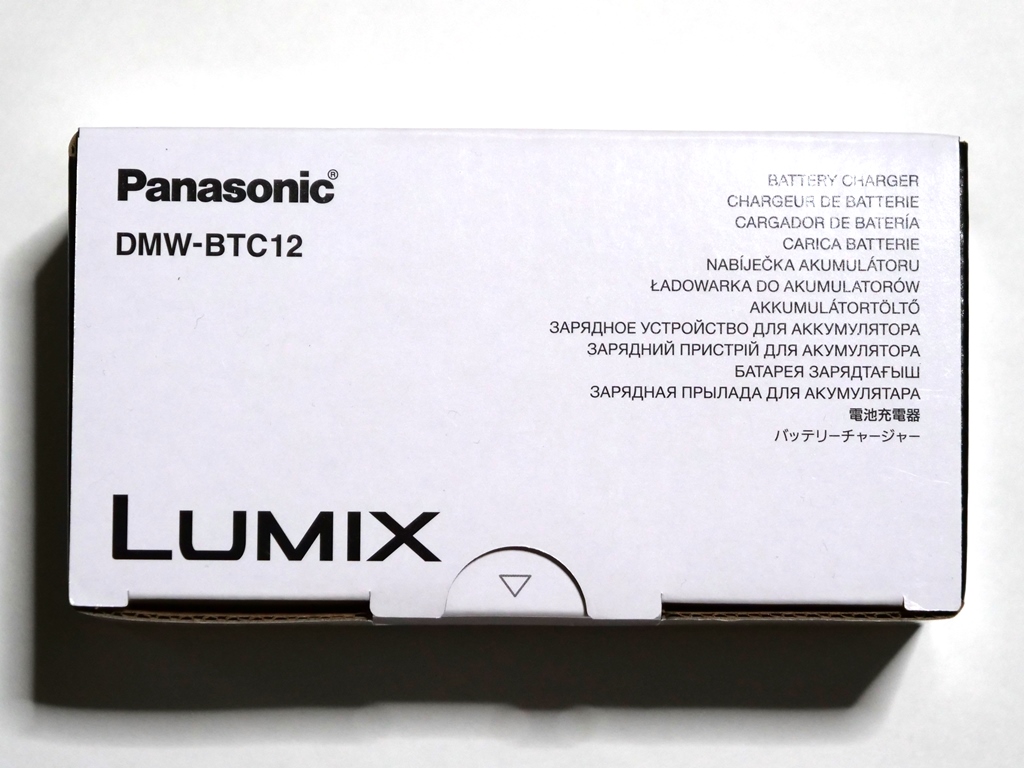 Panasonic®
DMW-BTC12
BATTERY CHARGER
CHARGEUR DE BATTERIE
CARGADOR DE BATERÍA
CARICA BATTERIE
NABÍJEČKA AKUMULÁTORU
ŁADOWARKA DO AKUMULATORÓW
AKKUMULÁTORTÖLTŐ
ЗАРЯДНОЕ УСТРОЙСТВО ДЛЯ АККУМУЛЯТОРА
ЗАРЯДНИЙ ПРИСТРІЙ ДЛЯ АКУМУЛЯТОРА
БАТАРЕЯ ЗАРЯДТАҒЫШ
ЗАРЯДНАЯ ПРЫЛАДА ДЛЯ АКУМУЛЯТАРА
電池充電器
バッテリーチャージャー
LUMIX